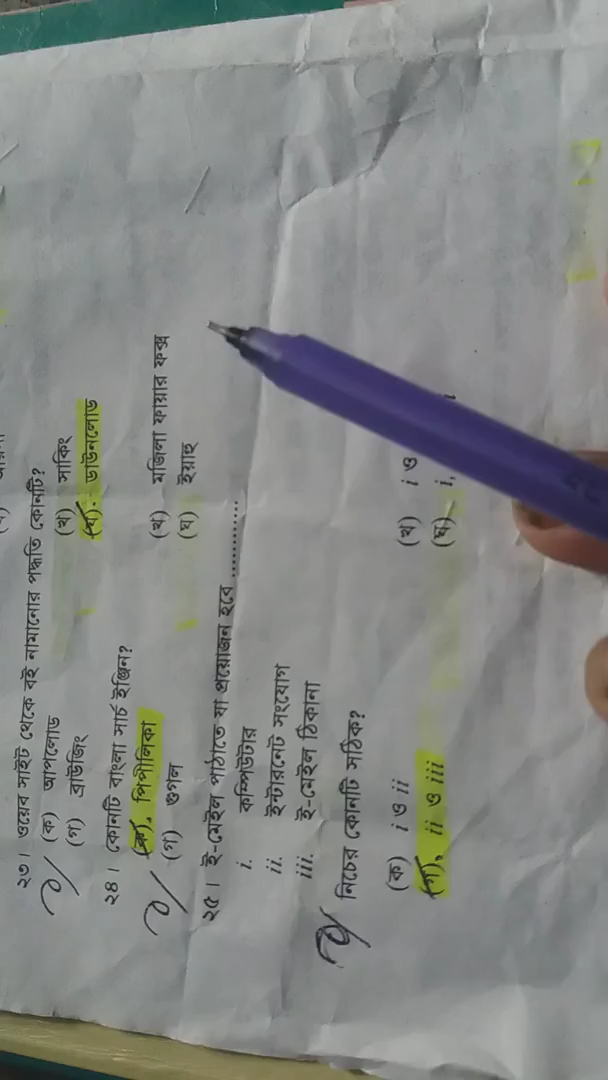 ২৩। ওয়েব সাইট থেকে বই নামানোর পদ্ধতি কোনটি?
(ক) আপলোড (খ) সার্কিং
(গ) ব্রাউজিং (ঘ) ডাউনলোড
২৪। কোনটি বাংলা সার্চ ইঞ্জিন?
(ক) পিপীলিকা (খ) মজিলা ফায়ার ফক্স
(গ) গুগল (ঘ) ইয়াহু
২৫। ই-মেইল পাঠাতে যা প্রয়োজন হবে ............
i. কম্পিউটার
ii. ইন্টারনেট সংযোগ
iii. ই-মেইল ঠিকানা
নিচের কোনটি সঠিক?
(ক) i ও ii (খ) i ও
(গ) ii ও iii (ঘ) i,